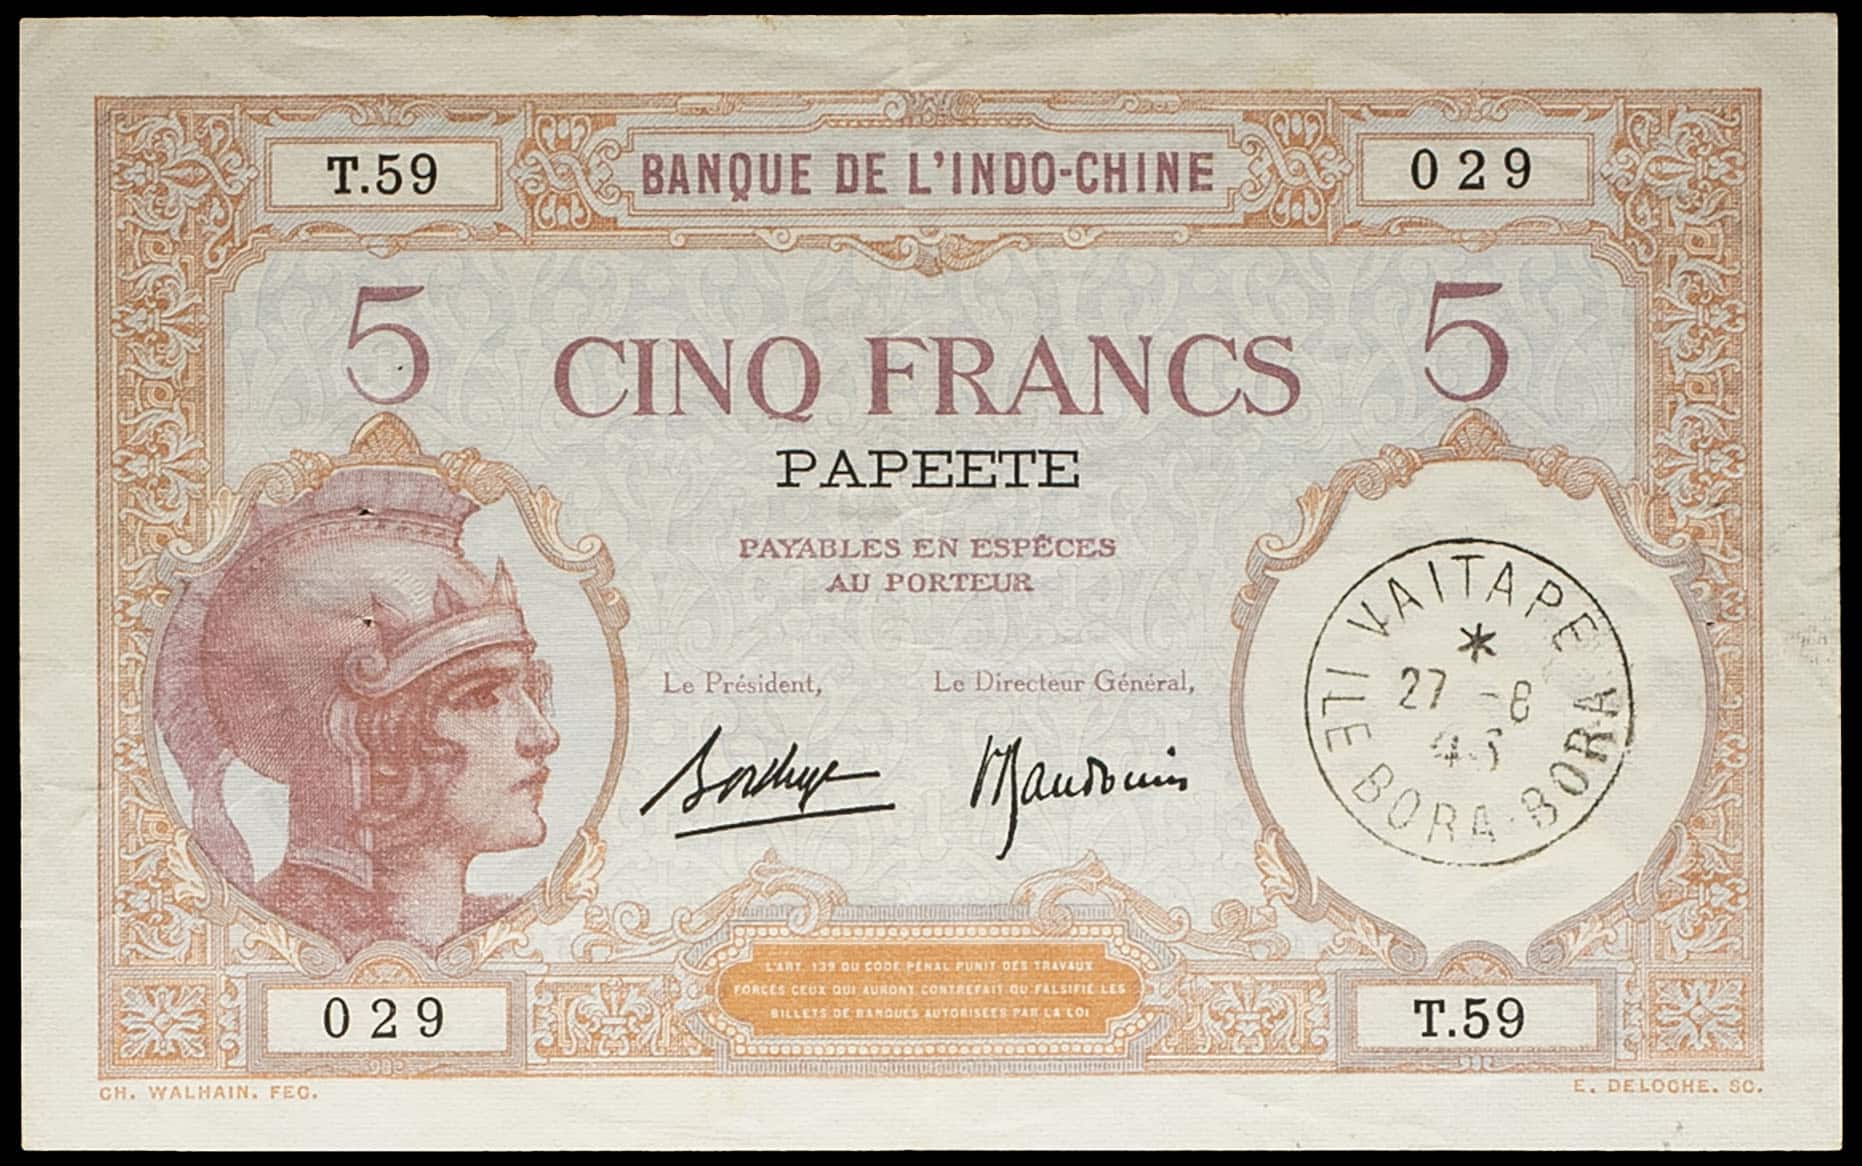 T.59
BANQUE DE L'INDO-CHINE
029
5 CINQ FRANCS 5
PAPEETE
PAYABLES EN ESPÈCES
AU PORTEUR
Le Président,
Le Directeur Général,
VAITAPE
*
27 -8
45
ILE BORA-BORA
L'ART. 139 DU CODE PÉNAL PUNIT DES TRAVAUX
FORCÉS CEUX QUI AURONT CONTREFAIT OU FALSIFIÉ LES
BILLETS DE BANQUES AUTORISÉES PAR LA LOI
029
T.59
CH. WALHAIN. FEC.
E. DELOCHE. SC.